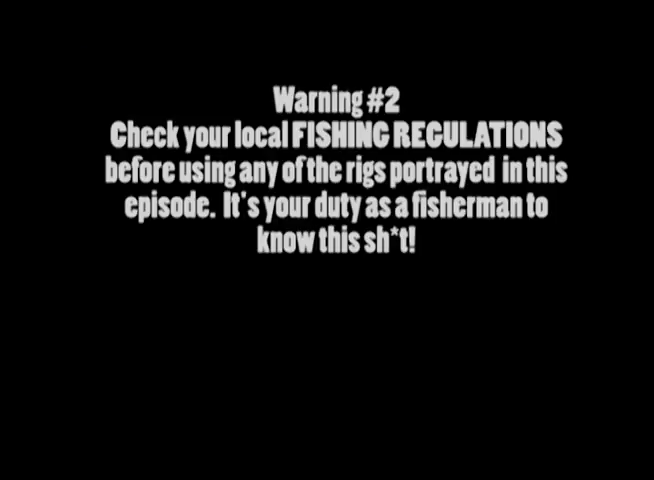 Warning #2
Check your local FISHING REGULATIONS
before using any of the rigs portrayed in this
episode. It's your duty as a fisherman to
know this sh*t!